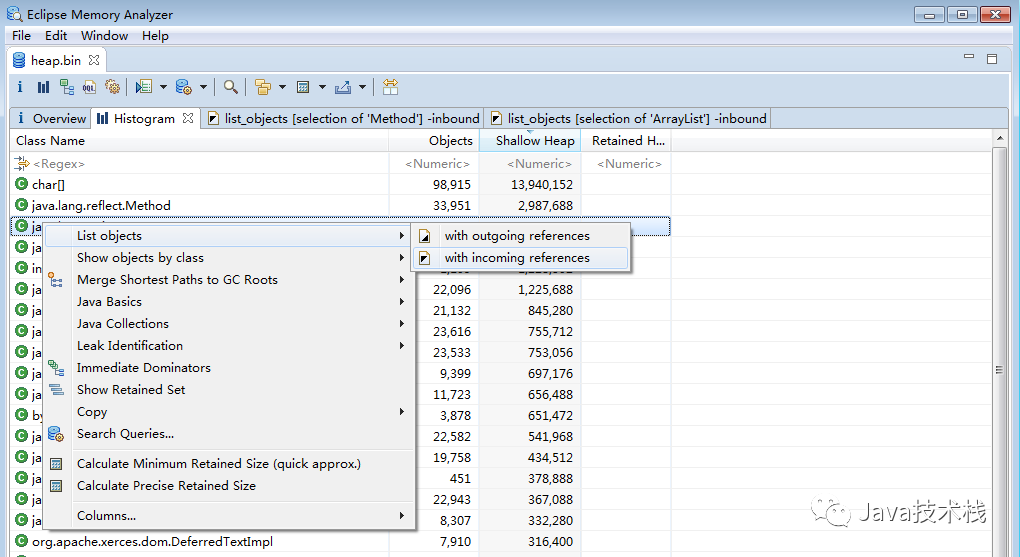 Eclipse Memory Analyzer
File Edit Window Help
heap.bin
i OQL
i Overview Histogram list_objects [selection of 'Method'] -inbound list_objects [selection of 'ArrayList'] -inbound
Class Name Objects Shallow Heap Retained H...
<Regex> <Numeric> <Numeric> <Numeric>
char[] 98,915 13,940,152
java.lang.reflect.Method 33,951 2,987,688
List objects with outgoing references
Show objects by class with incoming references
Merge Shortest Paths to GC Roots
Java Basics
Java Collections
Leak Identification
Immediate Dominators
Show Retained Set
Copy
Search Queries...
Calculate Minimum Retained Size (quick approx.)
Calculate Precise Retained Size
Columns...
ja
in
ja 22,096 1,225,688
ja 21,132 845,280
ja 23,616 755,712
ja 23,533 753,056
ja 9,399 697,176
ja 11,723 656,488
by 3,878 651,472
ja 22,582 541,968
ja 19,758 434,512
ja 451 378,888
ja 22,943 367,088
ja 8,307 332,280
org.apache.xerces.dom.DeferredTextImpl 7,910 316,400
Java技术栈